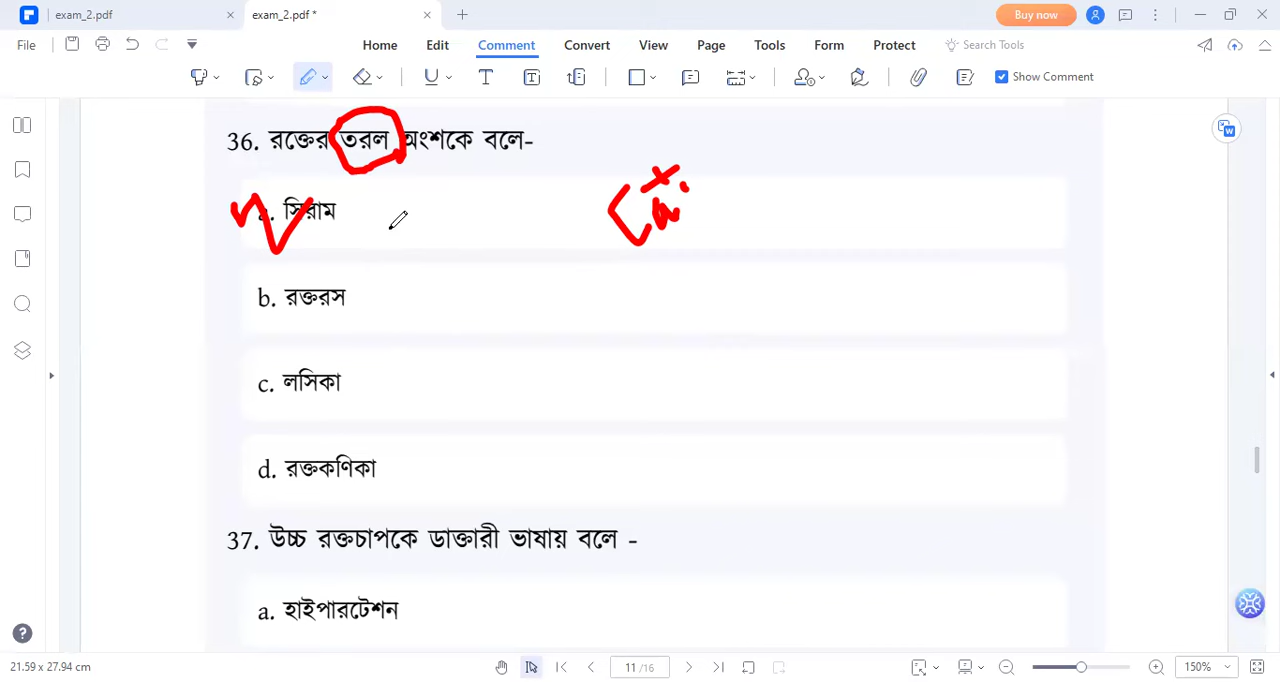 exam_2.pdf
exam_2.pdf *
Buy now
File
Home Edit Comment Convert View Page Tools Form Protect Search Tools
Show Comment
36. রক্তের তরল অংশকে বলে-
a. সিরাম
b. রক্তরস
c. লসিকা
d. রক্তকণিকা
37. উচ্চ রক্তচাপকে ডাক্তারী ভাষায় বলে -
a. হাইপারটেশন
21.59 x 27.94 cm
11 /16
150%